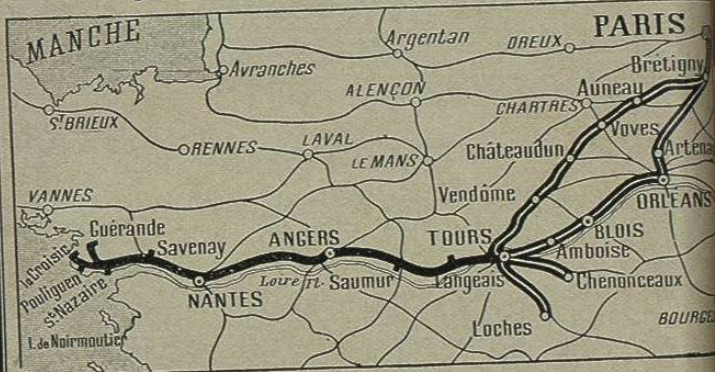 MANCHE
Argentan
DREUX
PARIS
Avranches
Brétigny
ALENÇON
Auneau
CHARTRES
St BRIEUX
Voves
RENNES
LAVAL
LE MANS
Châteaudun
Artena
VANNES
Vendôme
ORLÉANS
Guérande
Savenay
ANGERS
TOURS
BLOIS
Amboise
le Croisic
Pouliguen
St Nazaire
NANTES
Loire Fl.
Saumur
Langeais
Chenonceaux
I. de Noirmoutier
Loches
BOURGE